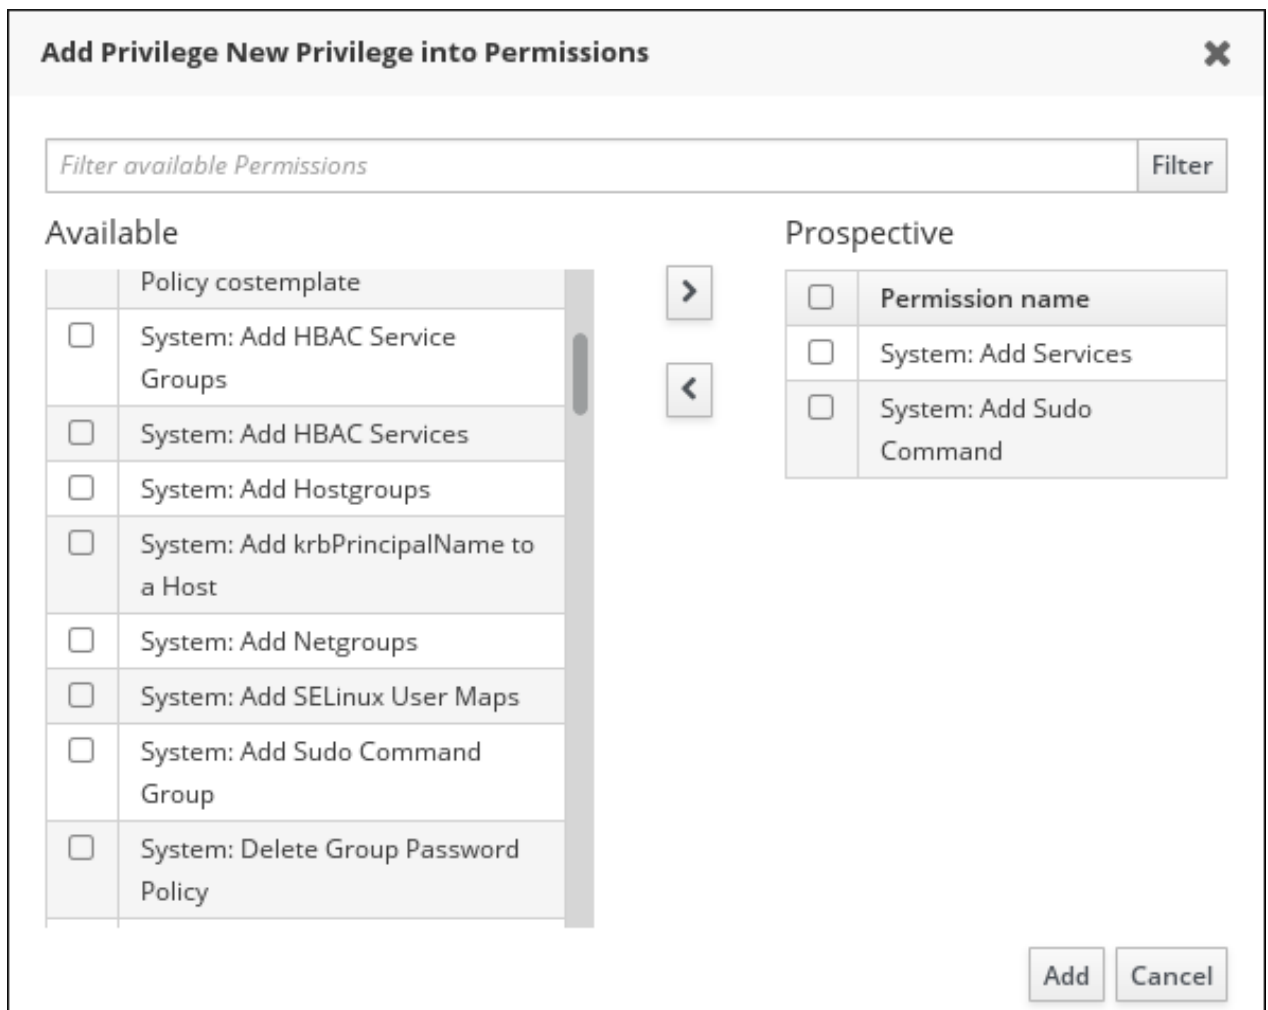 Add Privilege New Privilege into Permissions
Filter available Permissions
Filter
Available
Policy costemplate
System: Add HBAC Service
Groups
System: Add HBAC Services
System: Add Hostgroups
System: Add krbPrincipalName to
a Host
System: Add Netgroups
System: Add SELinux User Maps
System: Add Sudo Command
Group
System: Delete Group Password
Policy
Prospective
Permission name
System: Add Services
System: Add Sudo
Command
Add
Cancel